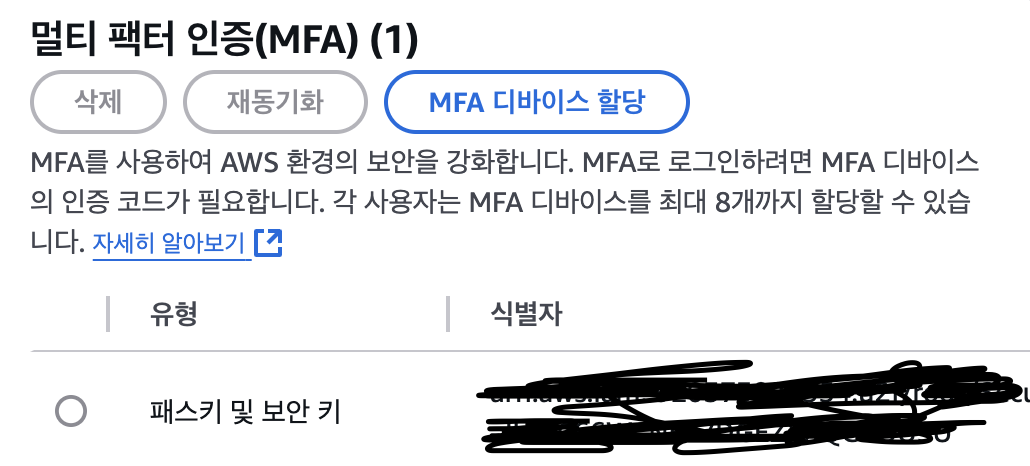 멀티 팩터 인증(MFA) (1)
삭제 재동기화 MFA 디바이스 할당
MFA를 사용하여 AWS 환경의 보안을 강화합니다. MFA로 로그인하려면 MFA 디바이스
의 인증 코드가 필요합니다. 각 사용자는 MFA 디바이스를 최대 8개까지 할당할 수 있습
니다. 자세히 알아보기
유형 식별자
패스키 및 보안 키